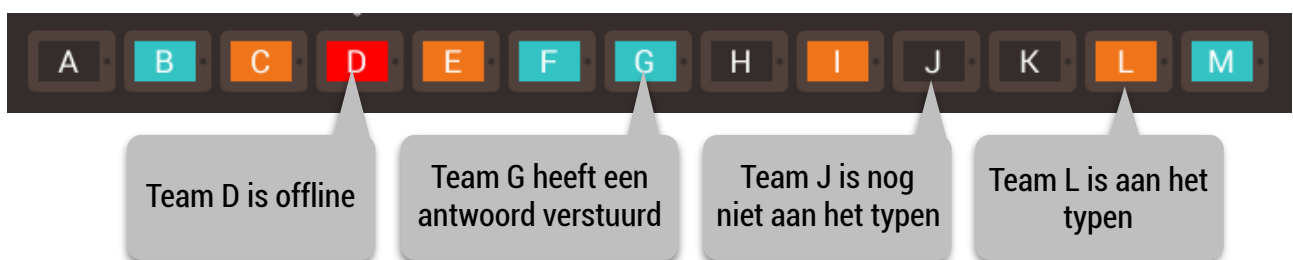 A B C D E F G H I J K L M
Team D is offline
Team G heeft een
antwoord verstuurd
Team J is nog
niet aan het typen
Team L is aan het
typen